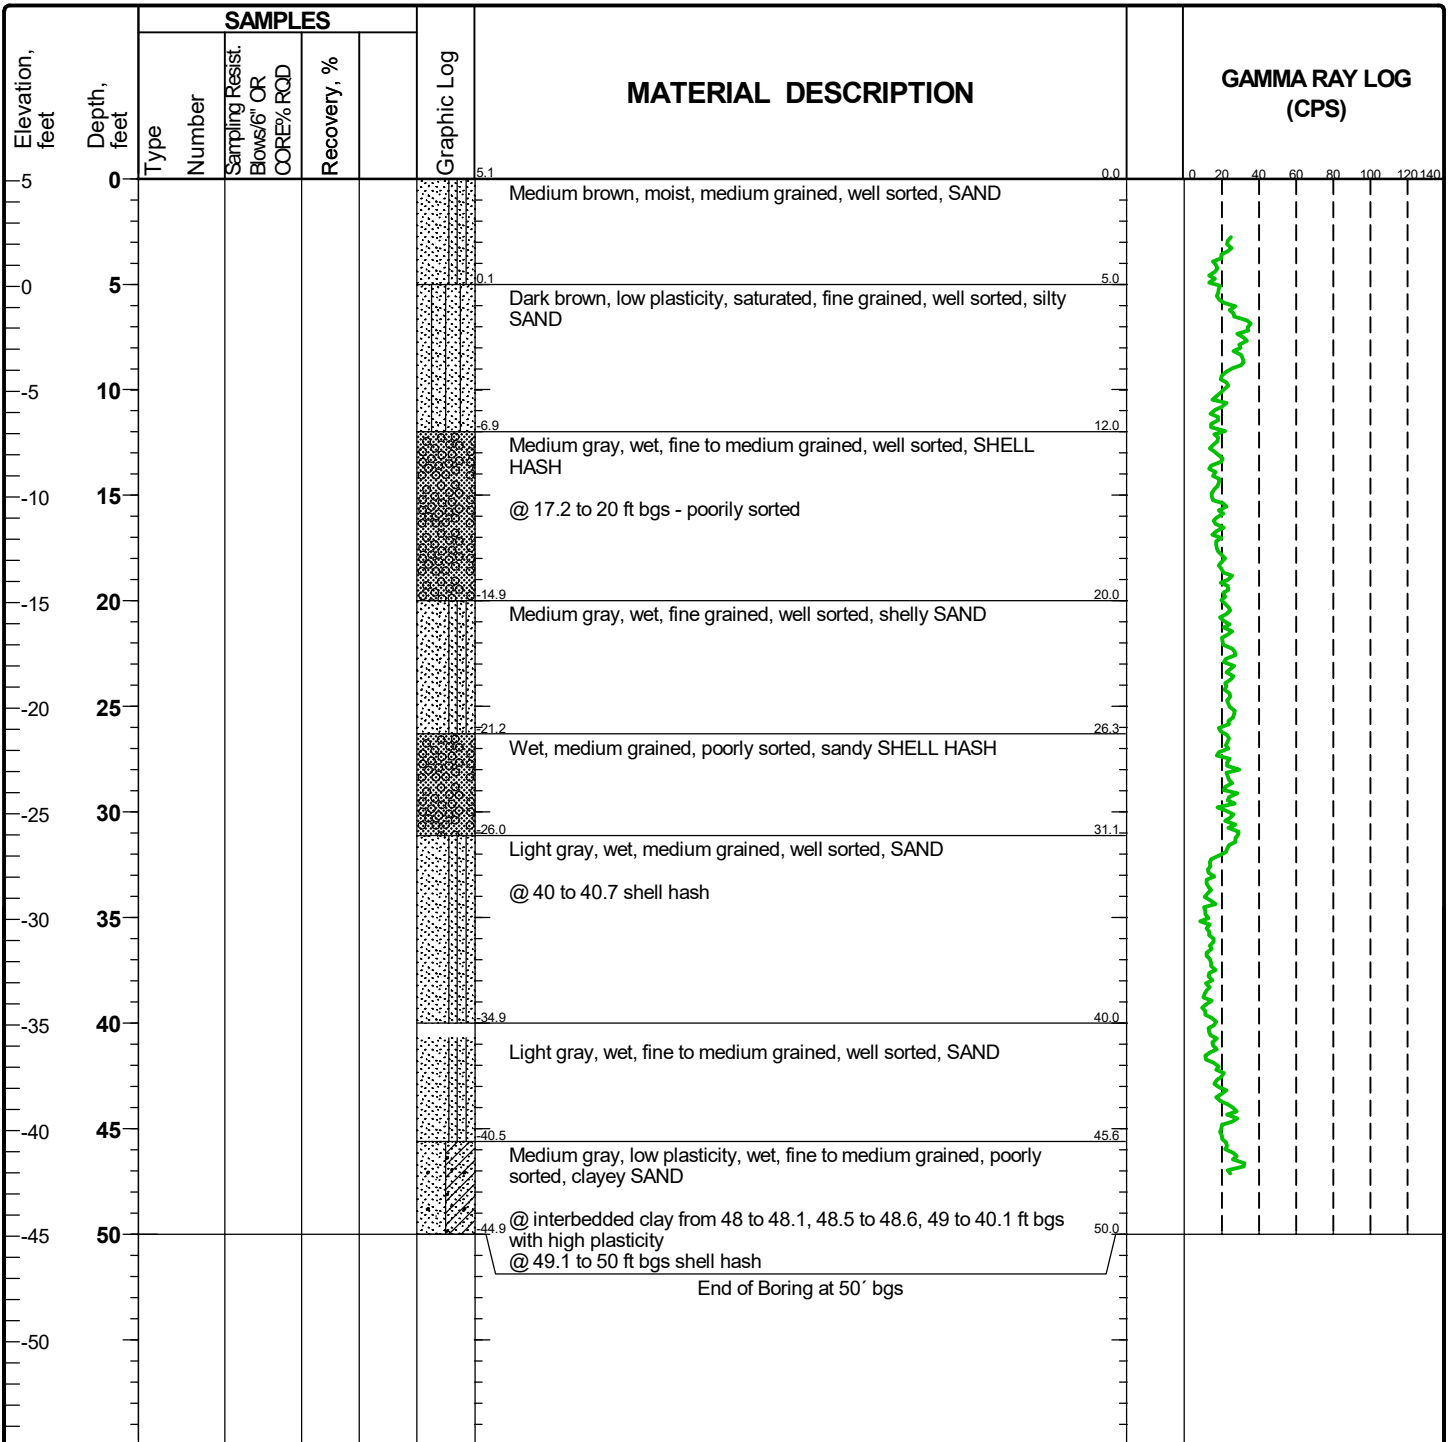 SAMPLES
Elevation,
feet
Depth,
feet
Type
Number
Sampling Resist.
Blows/6" OR
CORE% RQD
Recovery, %
Graphic Log
MATERIAL DESCRIPTION
GAMMA RAY LOG
(CPS)
5 0 5.1 0.0 0 20 40 60 80 100 120 140
Medium brown, moist, medium grained, well sorted, SAND
0 5 0.1 5.0
Dark brown, low plasticity, saturated, fine grained, well sorted, silty
SAND
-5 10
-6.9 12.0
Medium gray, wet, fine to medium grained, well sorted, SHELL
HASH
-10 15
@ 17.2 to 20 ft bgs - poorily sorted
-15 20 -14.9 20.0
Medium gray, wet, fine grained, well sorted, shelly SAND
-20 25
-21.2 26.3
Wet, medium grained, poorly sorted, sandy SHELL HASH
-25 30
-26.0 31.1
Light gray, wet, medium grained, well sorted, SAND
@ 40 to 40.7 shell hash
-30 35
-35 40 -34.9 40.0
Light gray, wet, fine to medium grained, well sorted, SAND
-40 45
-40.5 45.6
Medium gray, low plasticity, wet, fine to medium grained, poorly
sorted, clayey SAND
@ interbedded clay from 48 to 48.1, 48.5 to 48.6, 49 to 40.1 ft bgs
-45 50 -44.9 50.0
with high plasticity
@ 49.1 to 50 ft bgs shell hash
End of Boring at 50´ bgs
-50